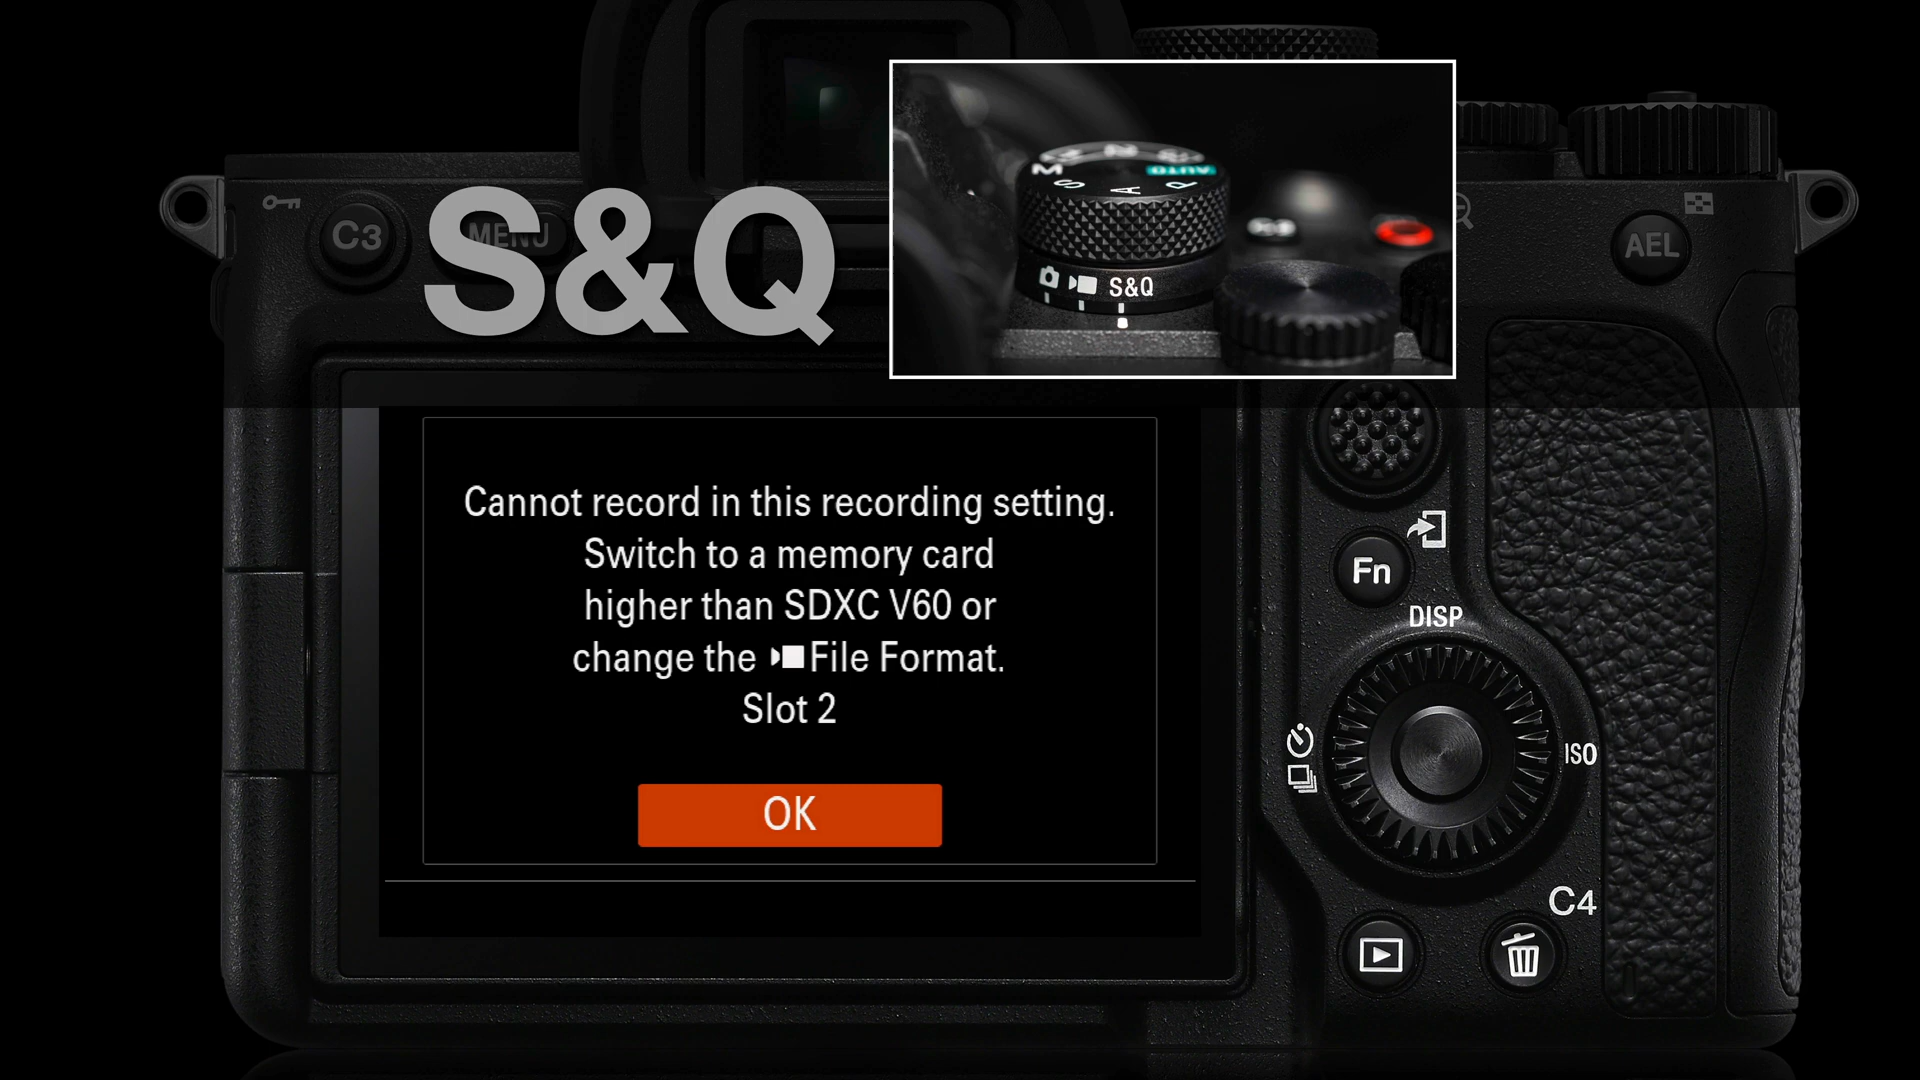 S&Q
M
AUTO
S A P
S&Q
C3
MENU
AEL
Cannot record in this recording setting.
Switch to a memory card
higher than SDXC V60 or
change the File Format.
Slot 2
OK
Fn
DISP
ISO
C4